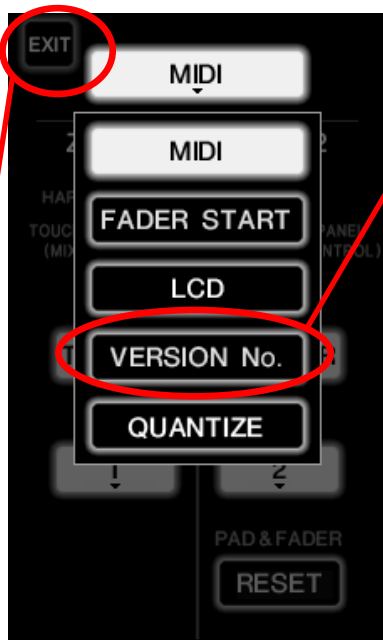 EXIT
MIDI
MIDI
FADER START
LCD
VERSION No.
QUANTIZE
1 2
PAD & FADER
RESET